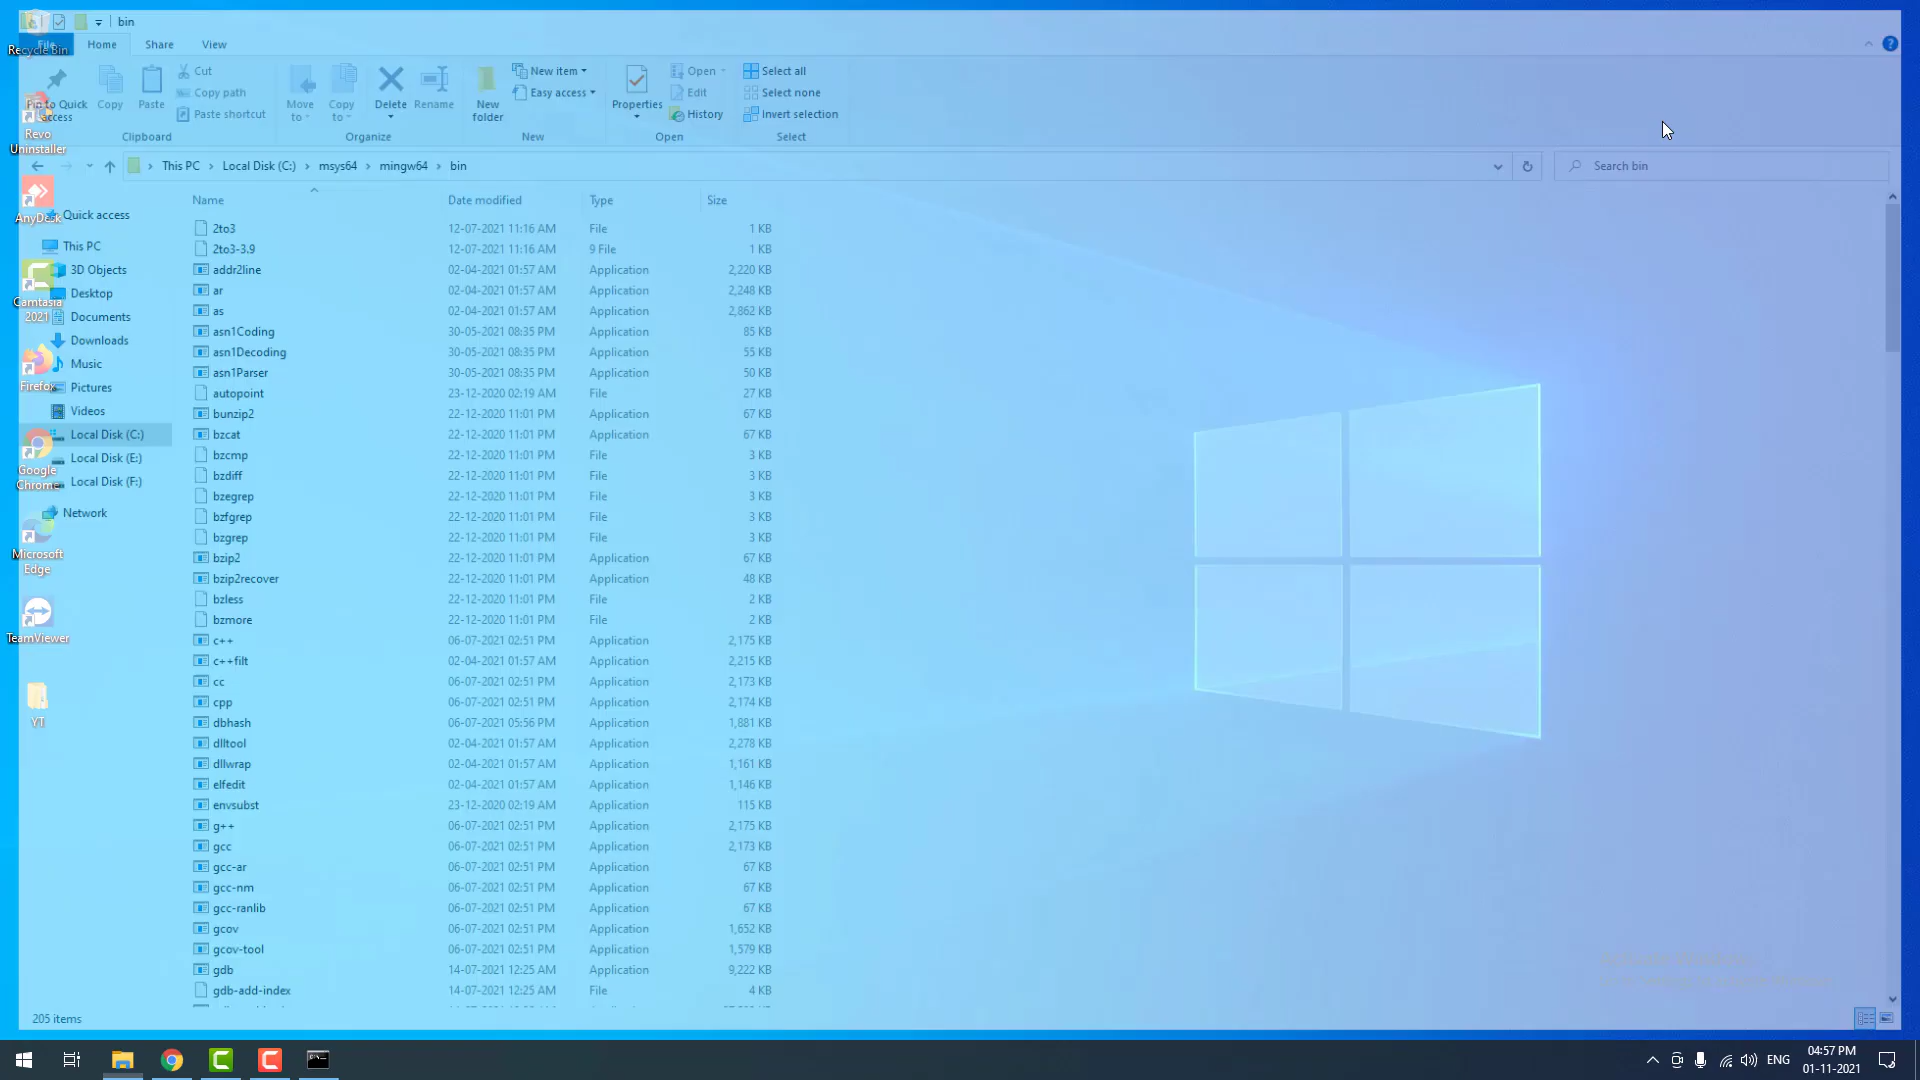 bin
File Home Share View
Pin to Quick access
Copy
Paste
Cut
Copy path
Paste shortcut
Clipboard
Move to
Copy to
Delete
Rename
Organize
New folder
New item
Easy access
New
Properties
Open
Edit
History
Open
Select all
Select none
Invert selection
Select
This PC Local Disk (C:) msys64 mingw64 bin
Search bin
Recycle Bin
Revo Uninstaller
AnyDesk
Camtasia 2021
Firefox
Google Chrome
Microsoft Edge
TeamViewer
YT
Quick access
This PC
3D Objects
Desktop
Documents
Downloads
Music
Pictures
Videos
Local Disk (C:)
Local Disk (E:)
Local Disk (F:)
Network
Name Date modified Type Size
2to3 12-07-2021 11:16 AM File 1 KB
2to3-3.9 12-07-2021 11:16 AM 9 File 1 KB
addr2line 02-04-2021 01:57 AM Application 2,220 KB
ar 02-04-2021 01:57 AM Application 2,248 KB
as 02-04-2021 01:57 AM Application 2,862 KB
asn1Coding 30-05-2021 08:35 PM Application 85 KB
asn1Decoding 30-05-2021 08:35 PM Application 55 KB
asn1Parser 30-05-2021 08:35 PM Application 50 KB
autopoint 23-12-2020 02:19 AM File 27 KB
bunzip2 22-12-2020 11:01 PM Application 67 KB
bzcat 22-12-2020 11:01 PM Application 67 KB
bzcmp 22-12-2020 11:01 PM File 3 KB
bzdiff 22-12-2020 11:01 PM File 3 KB
bzegrep 22-12-2020 11:01 PM File 3 KB
bzfgrep 22-12-2020 11:01 PM File 3 KB
bzgrep 22-12-2020 11:01 PM File 3 KB
bzip2 22-12-2020 11:01 PM Application 67 KB
bzip2recover 22-12-2020 11:01 PM Application 48 KB
bzless 22-12-2020 11:01 PM File 2 KB
bzmore 22-12-2020 11:01 PM File 2 KB
c++ 06-07-2021 02:51 PM Application 2,175 KB
c++filt 02-04-2021 01:57 AM Application 2,215 KB
cc 06-07-2021 02:51 PM Application 2,173 KB
cpp 06-07-2021 02:51 PM Application 2,174 KB
dbhash 06-07-2021 05:56 PM Application 1,881 KB
dlltool 02-04-2021 01:57 AM Application 2,278 KB
dllwrap 02-04-2021 01:57 AM Application 1,161 KB
elfedit 02-04-2021 01:57 AM Application 1,146 KB
envsubst 23-12-2020 02:19 AM Application 115 KB
g++ 06-07-2021 02:51 PM Application 2,175 KB
gcc 06-07-2021 02:51 PM Application 2,173 KB
gcc-ar 06-07-2021 02:51 PM Application 67 KB
gcc-nm 06-07-2021 02:51 PM Application 67 KB
gcc-ranlib 06-07-2021 02:51 PM Application 67 KB
gcov 06-07-2021 02:51 PM Application 1,652 KB
gcov-tool 06-07-2021 02:51 PM Application 1,579 KB
gdb 14-07-2021 12:25 AM Application 9,222 KB
gdb-add-index 14-07-2021 12:25 AM File 4 KB
205 items
ENG
04:57 PM
01-11-2021